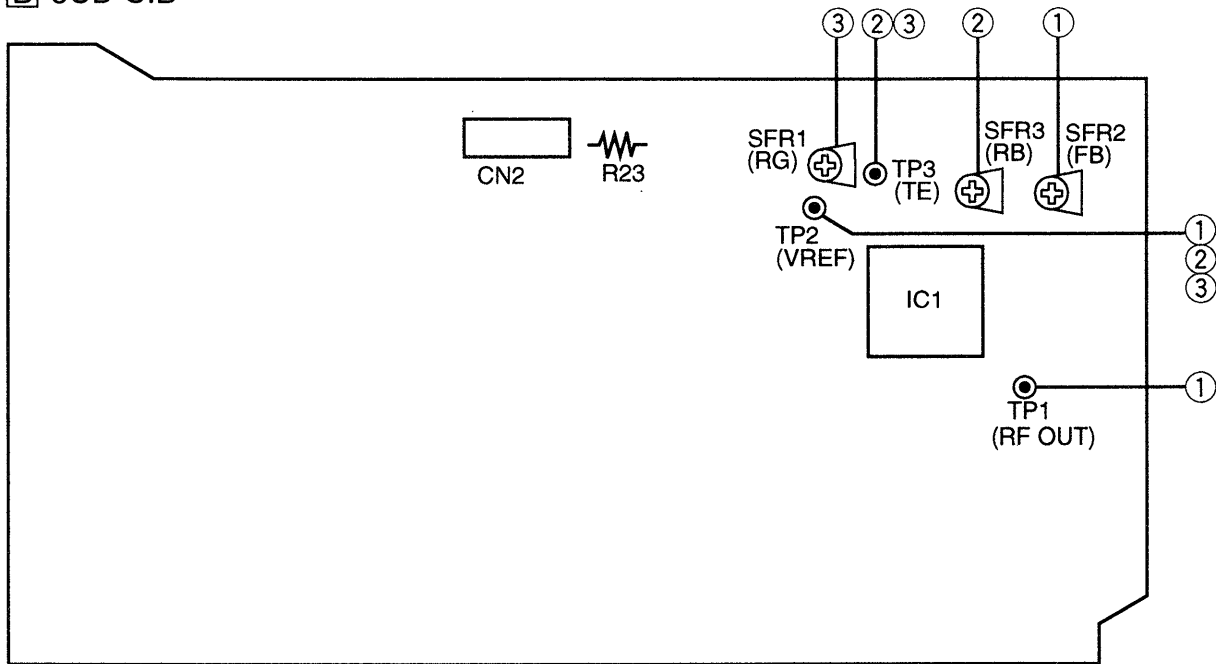 ③ ②③ ② ①
SFR1
(RG)
SFR3
(RB)
SFR2
(FB)
CN2
R23
TP3
(TE)
TP2
(VREF)
①
②
③
IC1
①
TP1
(RF OUT)